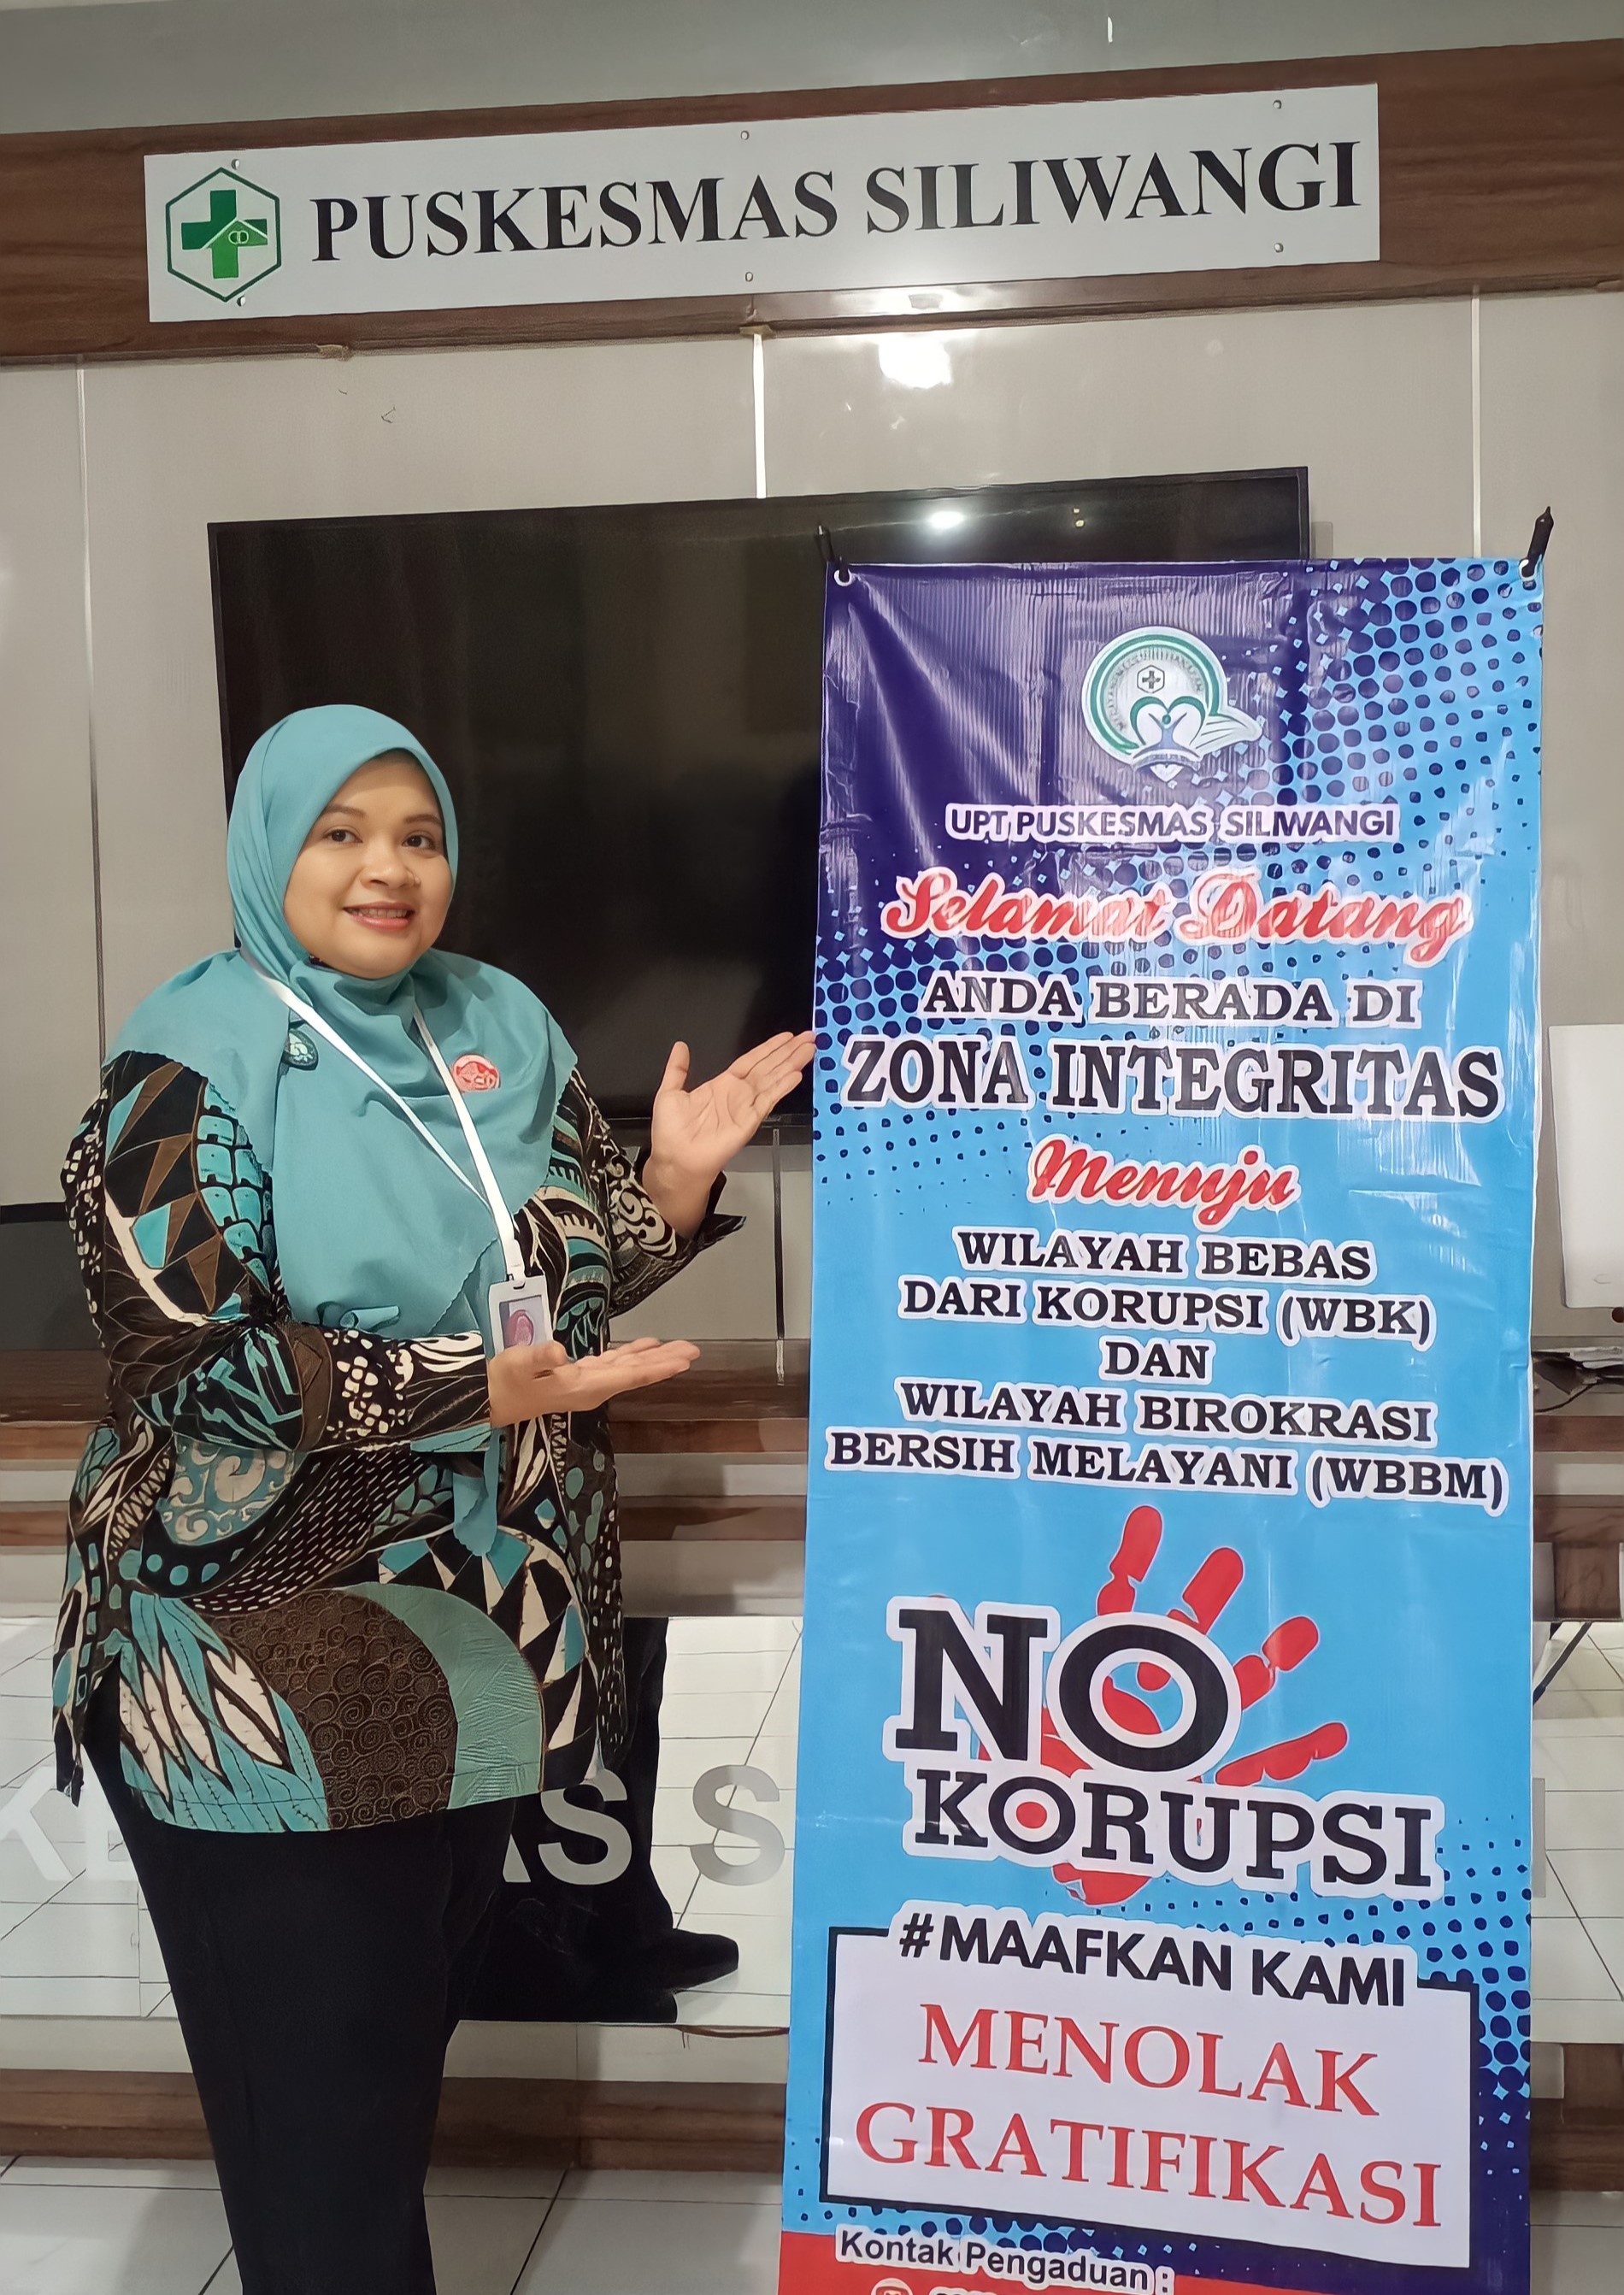 PUSKESMAS SILIWANGI
UPT PUSKESMAS SILIWANGI
Selamat Datang
ANDA BERADA DI
ZONA INTEGRITAS
Menuju
WILAYAH BEBAS
DARI KORUPSI (WBK)
DAN
WILAYAH BIROKRASI
BERSIH MELAYANI (WBBM)
NO
KORUPSI
#MAAFKAN KAMI
MENOLAK
GRATIFIKASI
Kontak Pengaduan :